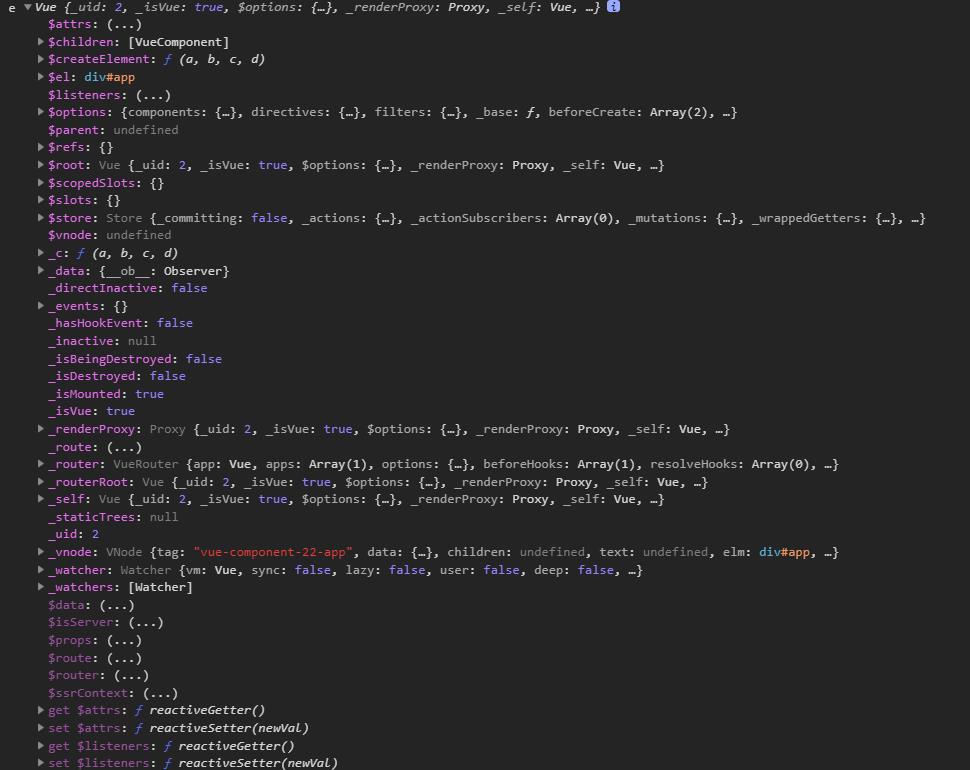 e ▼Vue {_uid: 2, _isVue: true, $options: {…}, _renderProxy: Proxy, _self: Vue, …} i
$attrs: (...)
▶$children: [VueComponent]
▶$createElement: ƒ (a, b, c, d)
▶$el: div#app
$listeners: (...)
▶$options: {components: {…}, directives: {…}, filters: {…}, _base: ƒ, beforeCreate: Array(2), …}
$parent: undefined
▶$refs: {}
▶$root: Vue {_uid: 2, _isVue: true, $options: {…}, _renderProxy: Proxy, _self: Vue, …}
▶$scopedSlots: {}
▶$slots: {}
▶$store: Store {_committing: false, _actions: {…}, _actionSubscribers: Array(0), _mutations: {…}, _wrappedGetters: {…}, …}
$vnode: undefined
▶_c: ƒ (a, b, c, d)
▶_data: {__ob__: Observer}
_directInactive: false
▶_events: {}
_hasHookEvent: false
_inactive: null
_isBeingDestroyed: false
_isDestroyed: false
_isMounted: true
_isVue: true
▶_renderProxy: Proxy {_uid: 2, _isVue: true, $options: {…}, _renderProxy: Proxy, _self: Vue, …}
_route: (...)
▶_router: VueRouter {app: Vue, apps: Array(1), options: {…}, beforeHooks: Array(1), resolveHooks: Array(0), …}
▶_routerRoot: Vue {_uid: 2, _isVue: true, $options: {…}, _renderProxy: Proxy, _self: Vue, …}
▶_self: Vue {_uid: 2, _isVue: true, $options: {…}, _renderProxy: Proxy, _self: Vue, …}
_staticTrees: null
_uid: 2
▶_vnode: VNode {tag: "vue-component-22-app", data: {…}, children: undefined, text: undefined, elm: div#app, …}
▶_watcher: Watcher {vm: Vue, sync: false, lazy: false, user: false, deep: false, …}
▶_watchers: [Watcher]
$data: (...)
$isServer: (...)
$props: (...)
$route: (...)
$router: (...)
$ssrContext: (...)
▶get $attrs: ƒ reactiveGetter()
▶set $attrs: ƒ reactiveSetter(newVal)
▶get $listeners: ƒ reactiveGetter()
▶set $listeners: ƒ reactiveSetter(newVal)